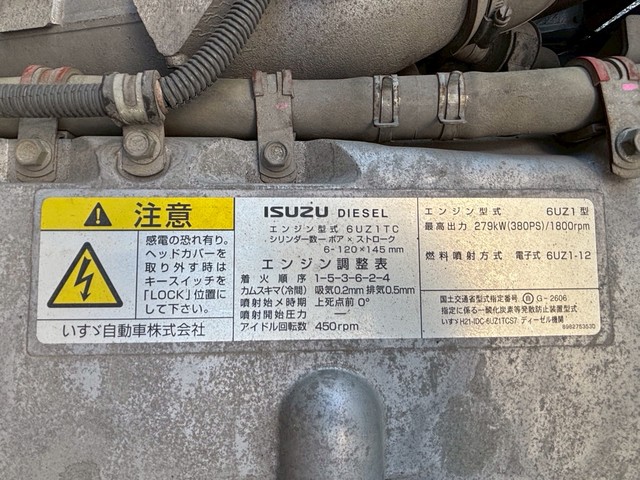 注意
感電の恐れ有り。
ヘッドカバーを
取り外す時は
キースイッチを
「LOCK」位置に
して下さい。
いすゞ自動車株式会社
ISUZU DIESEL
エンジン型式 6UZ1TC
シリンダ数ーボア×ストローク
6-120×145mm
エンジン調整表
着火順序 1-5-3-6-2-4
カムスキマ(冷間) 吸気0.2mm 排気0.5mm
噴射始メ時期 上死点前0°
噴射開始圧力 —
アイドル回転数 450rpm
エンジン型式 6UZ1型
最高出力 279kW(380PS)/1800rpm
燃料噴射方式 電子式 6UZ1-12
国土交通省型式指定番号 G-2606
指定に係る一酸化炭素等発散防止装置型式
いすゞH21-IDC-6UZ1TCS7 ディーゼル機関